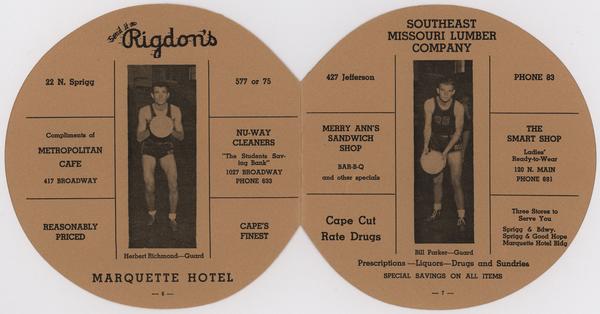 Send it to
Rigdon's
22 N. Sprigg
577 or 75
Compliments of
METROPOLITAN
CAFE
417 BROADWAY
NU-WAY
CLEANERS
"The Students Sav-
ing Bank"
1027 BROADWAY
PHONE 633
REASONABLY
PRICED
CAPE'S
FINEST
Herbert Richmond—Guard
MARQUETTE HOTEL
— 6 —
SOUTHEAST
MISSOURI LUMBER
COMPANY
427 Jefferson
PHONE 83
MERRY ANN'S
SANDWICH
SHOP
BAR-B-Q
and other specials
THE
SMART SHOP
Ladies'
Ready-to-Wear
120 N. MAIN
PHONE 691
Cape Cut
Rate Drugs
Three Stores to
Serve You
Sprigg & Bdwy.
Sprigg & Good Hope
Marquette Hotel Bldg
Bill Parker—Guard
Prescriptions—Liquors—Drugs and Sundries
SPECIAL SAVINGS ON ALL ITEMS
— 7 —